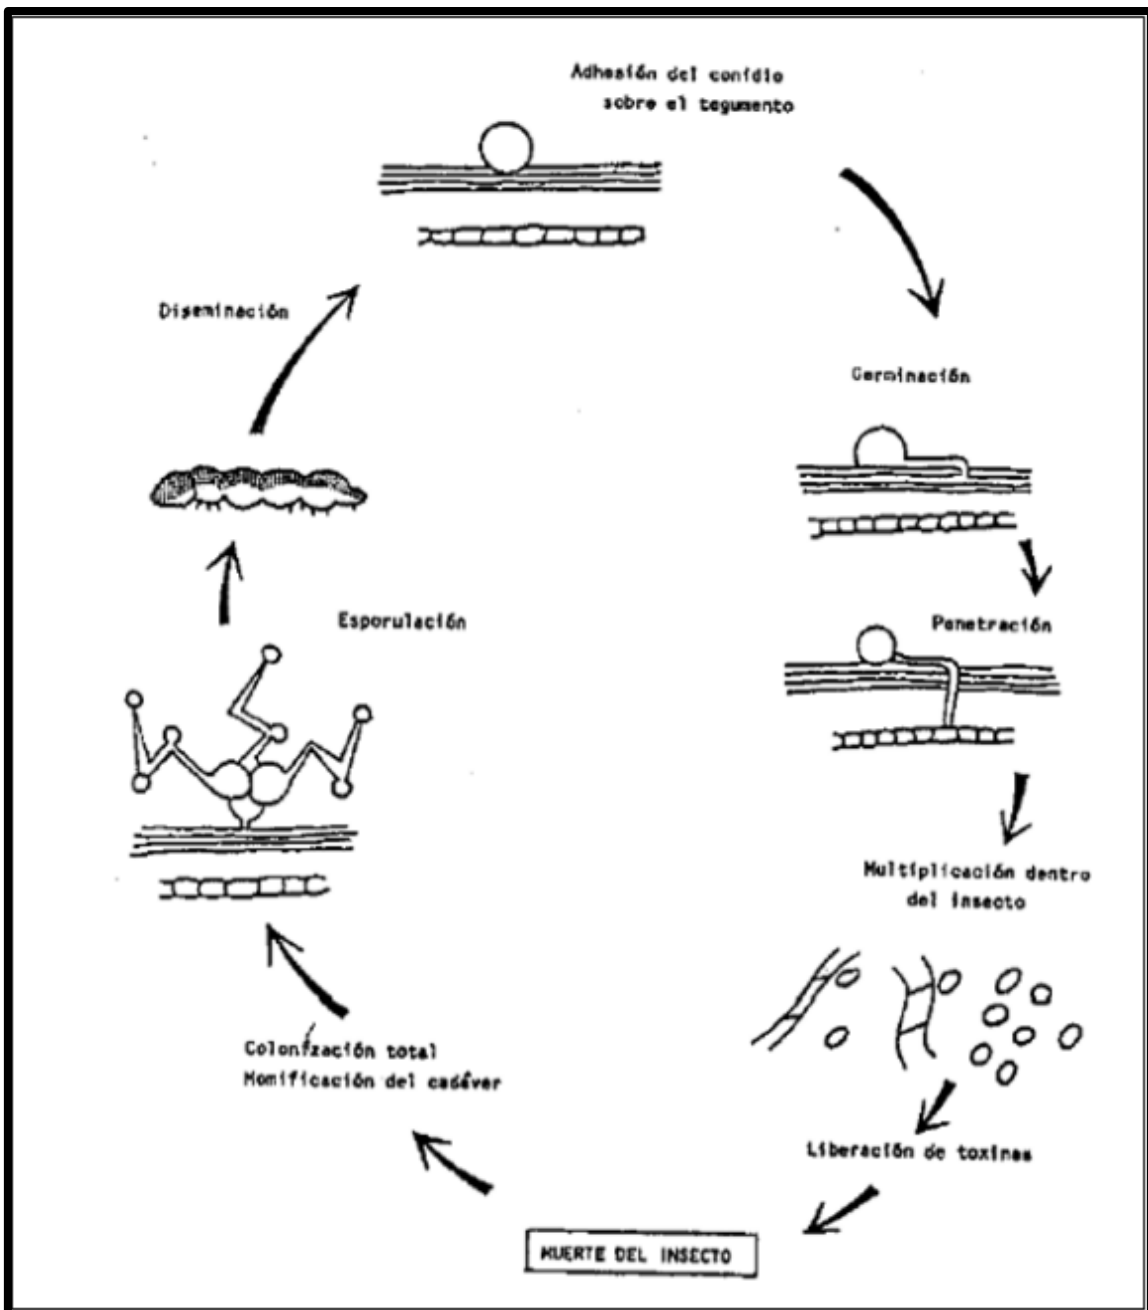 Adhesión del conidio
sobre el tegumento
Diseminación
Germinación
Esporulación
Penetración
Multiplicación dentro
del insecto
Colonización total
Momificación del cadáver
Liberación de toxinas
MUERTE DEL INSECTO